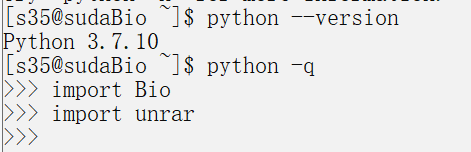 [s35@sudaBio ~]$ python --version
Python 3.7.10
[s35@sudaBio ~]$ python -q
>>> import Bio
>>> import unrar
>>>